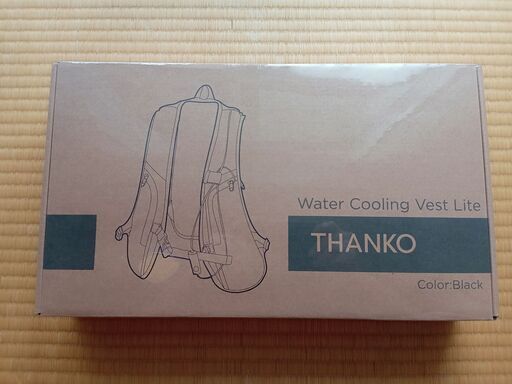 Water Cooling Vest Lite
THANKO
Color:Black